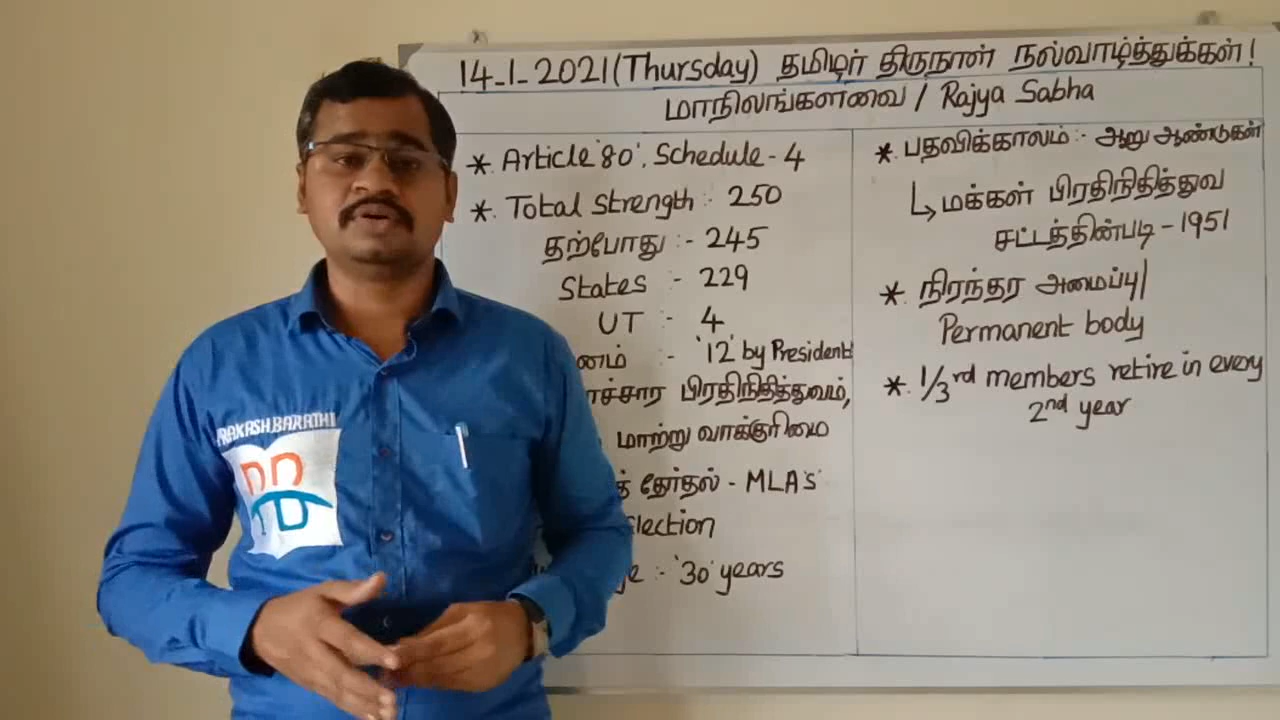 14-1-2021(Thursday) தமிழர் திருநாள் நல்வாழ்த்துக்கள்!
மாநிலங்களவை / Rajya Sabha
* Article '80', Schedule - 4
* Total Strength :- 250
தற்போது :- 245
States :- 229
UT :- 4
:- '12' by President
பிரதிநிதித்துவம்,
மாற்று வாக்குரிமை
தேர்தல் - MLA's
:- '30' years
* பதவிக்காலம் :- ஆறு ஆண்டுகள்
↳ மக்கள் பிரதிநிதித்துவ
சட்டத்தின்படி - 1951
* நிரந்தர அமைப்பு/
Permanent body
* 1/3rd members retire in every
2nd year
BARATHI